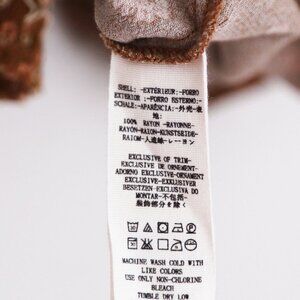 SHELL: -EXTÉRIEUR: -FORRO
EXTERIOR :-FORRO ESTERNO:-
SCHALE:-APARÊNCIA:-外壳-表
地:
100% RAYON -RAYONNE-
RAYON-RAION-KUNSTSEIDE-
RAIOM-人造絲-レーヨン
EXCLUSIVE OF TRIM-
EXCLUSIVE DE ORNEMENT-
ADORNO EXCLUSIVO-ORNAMENT
ESCLUSIVE-EXKLUSIVER
BESETZEN-EXCLUSIVA DO
MONTAR-不包括-
装飾部分を除く
MACHINE WASH COLD WITH
LIKE COLORS
USE ONLY NON-CHLORINE
BLEACH
TUMBLE DRY LOW